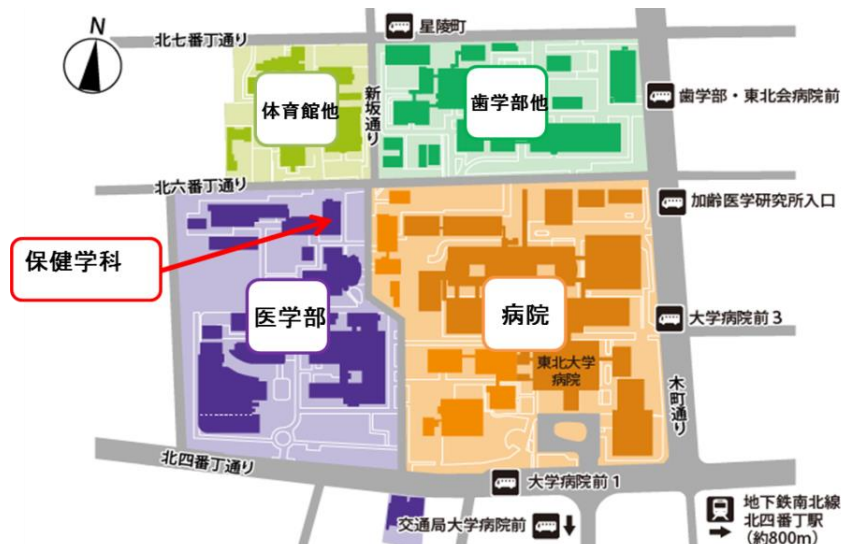 N
星陵町
北七番丁通り
体育館他
新坂通り
歯学部他
歯学部・東北会病院前
北六番丁通り
加齢医学研究所入口
保健学科
医学部
病院
大学病院前3
東北大学
病院
木町通り
北四番丁通り
大学病院前1
交通局大学病院前
地下鉄南北線
北四番丁駅
(約800m)